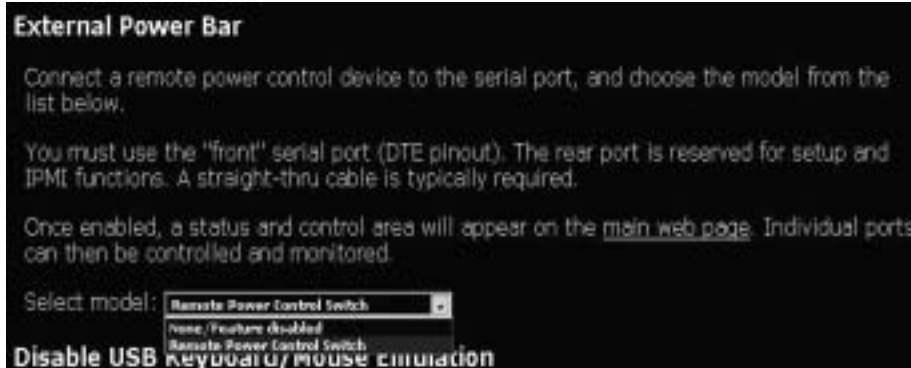 External Power Bar
Connect a remote power control device to the serial port, and choose the model from the
list below.
You must use the "front" serial port (DTE pinout). The rear port is reserved for setup and
IPMI functions. A straight-thru cable is typically required.
Once enabled, a status and control area will appear on the main web page. Individual ports
can then be controlled and monitored.
Select model: Remote Power Control Switch
None/Feature disabled
Remote Power Control Switch
Disable USB Keyboard/Mouse Emulation